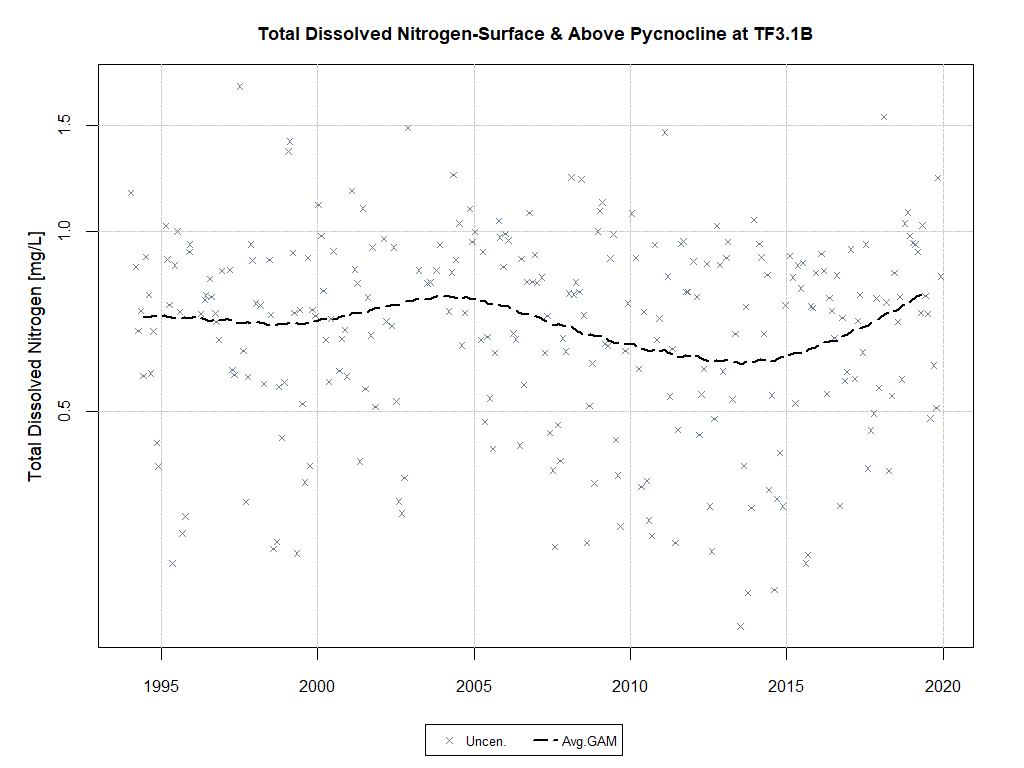 Total Dissolved Nitrogen-Surface & Above Pycnocline at TF3.1B
Total Dissolved Nitrogen [mg/L]
1.5
1.0
0.5
1995 2000 2005 2010 2015 2020
Uncen. Avg.GAM